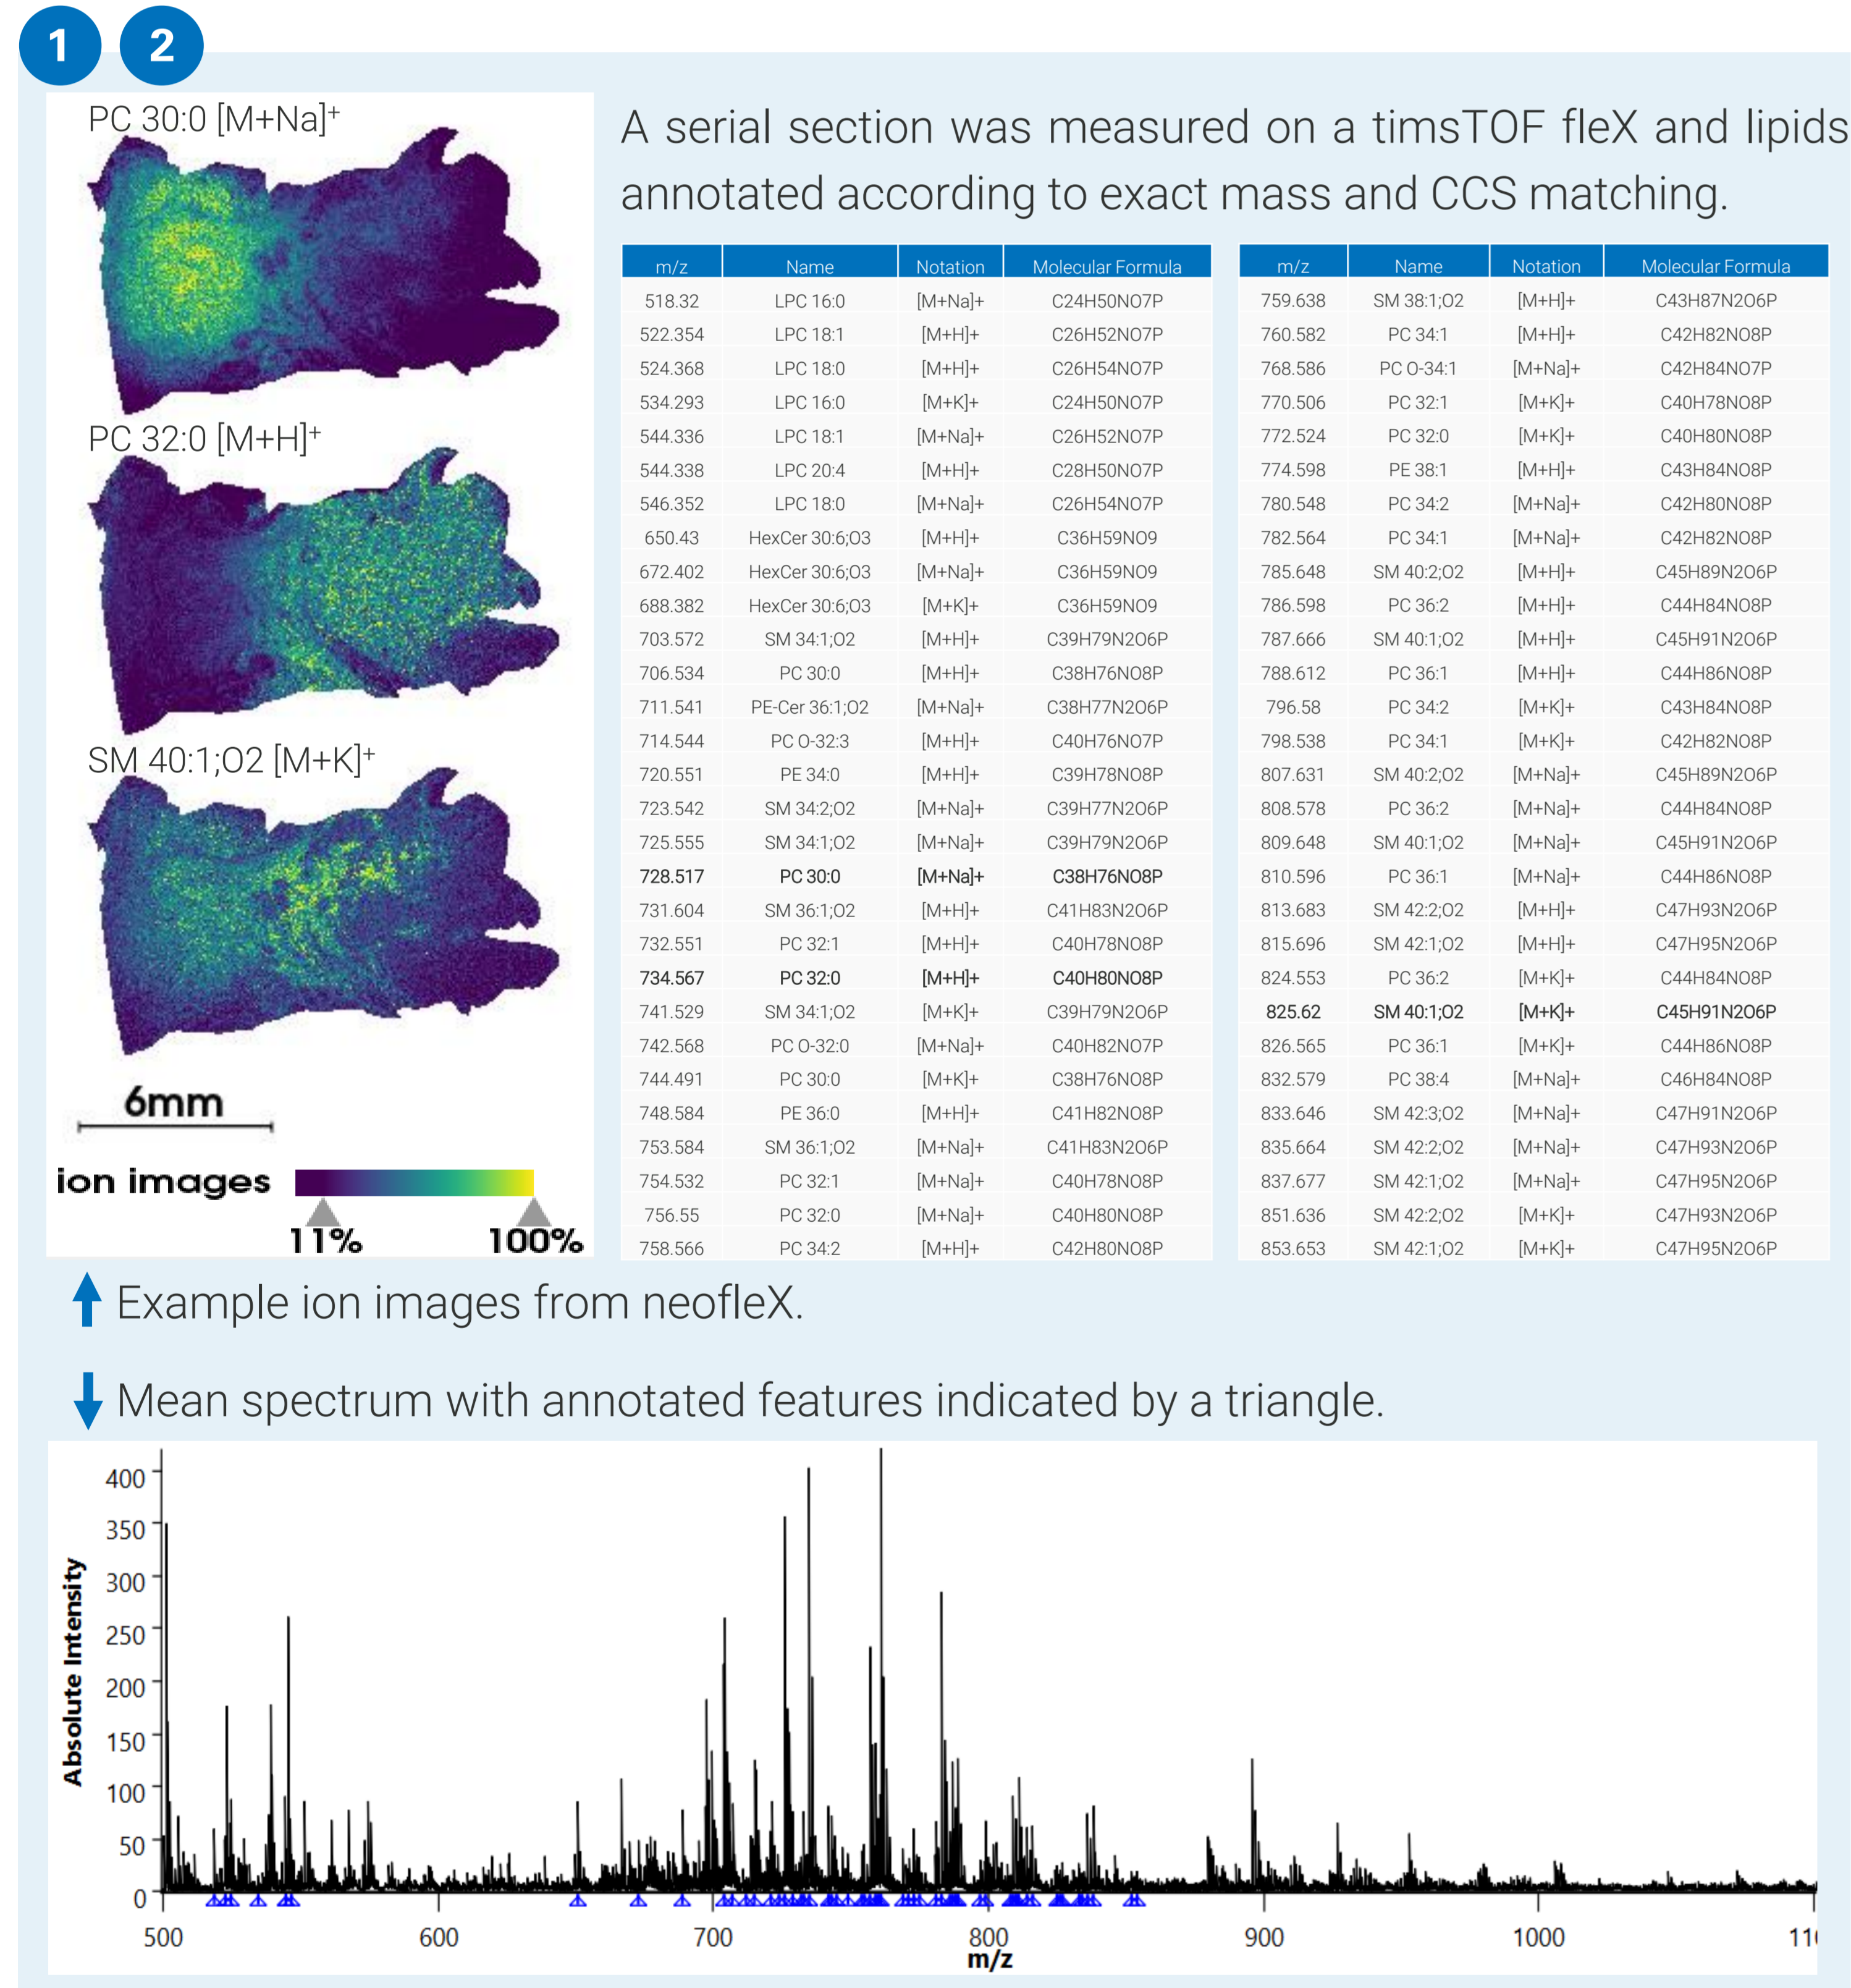 1 2
PC 30:0 [M+Na]+
PC 32:0 [M+H]+
SM 40:1;O2 [M+K]+
6mm
ion images
11% 100%
A serial section was measured on a timsTOF fleX and lipids
annotated according to exact mass and CCS matching.
m/z Name Notation Molecular Formula
518.32 LPC 16:0 [M+Na]+ C24H50NO7P
522.354 LPC 18:1 [M+H]+ C26H52NO7P
524.368 LPC 18:0 [M+H]+ C26H54NO7P
534.293 LPC 16:0 [M+K]+ C24H50NO7P
544.336 LPC 18:1 [M+Na]+ C26H52NO7P
544.338 LPC 20:4 [M+H]+ C28H50NO7P
546.352 LPC 18:0 [M+Na]+ C26H54NO7P
650.43 HexCer 30:6;O3 [M+H]+ C36H59NO9
672.402 HexCer 30:6;O3 [M+Na]+ C36H59NO9
688.382 HexCer 30:6;O3 [M+K]+ C36H59NO9
703.572 SM 34:1;O2 [M+H]+ C39H79N2O6P
706.534 PC 30:0 [M+H]+ C38H76NO8P
711.541 PE-Cer 36:1;O2 [M+Na]+ C38H77N2O6P
714.544 PC O-32:3 [M+H]+ C40H76NO7P
720.551 PE 34:0 [M+H]+ C39H78NO8P
723.542 SM 34:2;O2 [M+Na]+ C39H77N2O6P
725.555 SM 34:1;O2 [M+Na]+ C39H79N2O6P
728.517 PC 30:0 [M+Na]+ C38H76NO8P
731.604 SM 36:1;O2 [M+H]+ C41H83N2O6P
732.551 PC 32:1 [M+H]+ C40H78NO8P
734.567 PC 32:0 [M+H]+ C40H80NO8P
741.529 SM 34:1;O2 [M+K]+ C39H79N2O6P
742.568 PC O-32:0 [M+Na]+ C40H82NO7P
744.491 PC 30:0 [M+K]+ C38H76NO8P
748.584 PE 36:0 [M+H]+ C41H82NO8P
753.584 SM 36:1;O2 [M+Na]+ C41H83N2O6P
754.532 PC 32:1 [M+Na]+ C40H78NO8P
756.55 PC 32:0 [M+Na]+ C40H80NO8P
758.566 PC 34:2 [M+H]+ C42H80NO8P
m/z Name Notation Molecular Formula
759.638 SM 38:1;O2 [M+H]+ C43H87N2O6P
760.582 PC 34:1 [M+H]+ C42H82NO8P
768.586 PC O-34:1 [M+Na]+ C42H84NO7P
770.506 PC 32:1 [M+K]+ C40H78NO8P
772.524 PC 32:0 [M+K]+ C40H80NO8P
774.598 PE 38:1 [M+H]+ C43H84NO8P
780.548 PC 34:2 [M+Na]+ C42H80NO8P
782.564 PC 34:1 [M+Na]+ C42H82NO8P
785.648 SM 40:2;O2 [M+H]+ C45H89N2O6P
786.598 PC 36:2 [M+H]+ C44H84NO8P
787.666 SM 40:1;O2 [M+H]+ C45H91N2O6P
788.612 PC 36:1 [M+H]+ C44H86NO8P
796.58 PC 34:2 [M+K]+ C43H84NO8P
798.538 PC 34:1 [M+K]+ C42H82NO8P
807.631 SM 40:2;O2 [M+Na]+ C45H89N2O6P
808.578 PC 36:2 [M+Na]+ C44H84NO8P
809.648 SM 40:1;O2 [M+Na]+ C45H91N2O6P
810.596 PC 36:1 [M+Na]+ C44H86NO8P
813.683 SM 42:2;O2 [M+H]+ C47H93N2O6P
815.696 SM 42:1;O2 [M+H]+ C47H95N2O6P
824.553 PC 36:2 [M+K]+ C44H84NO8P
825.62 SM 40:1;O2 [M+K]+ C45H91N2O6P
826.565 PC 36:1 [M+K]+ C44H86NO8P
832.579 PC 38:4 [M+Na]+ C46H84NO8P
833.646 SM 42:3;O2 [M+Na]+ C47H91N2O6P
835.664 SM 42:2;O2 [M+Na]+ C47H93N2O6P
837.677 SM 42:1;O2 [M+Na]+ C47H95N2O6P
851.636 SM 42:2;O2 [M+K]+ C47H93N2O6P
853.653 SM 42:1;O2 [M+K]+ C47H95N2O6P
Example ion images from neofleX.
Mean spectrum with annotated features indicated by a triangle.
Absolute Intensity
400
350
300
250
200
150
100
50
0
500 600 700 800 900 1000
m/z